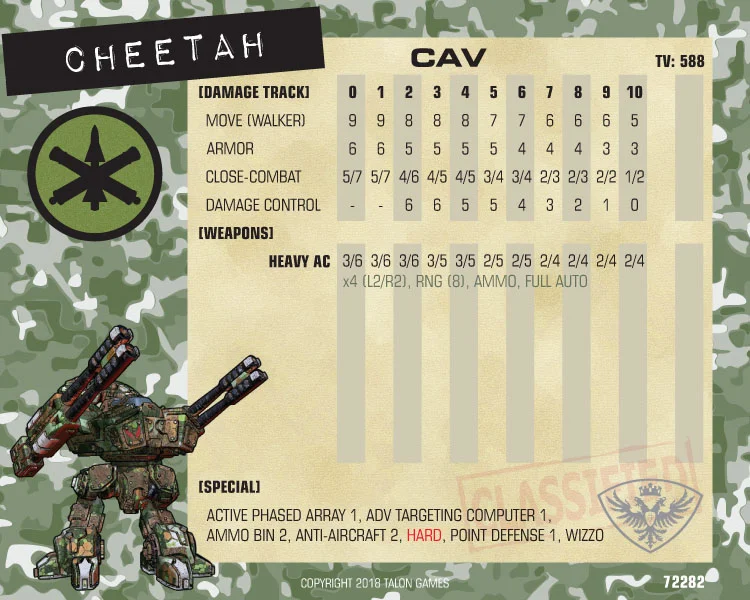 CHEETAH
CAV
TV: 588
[DAMAGE TRACK] 0 1 2 3 4 5 6 7 8 9 10
MOVE (WALKER) 9 9 8 8 8 7 7 6 6 6 5
ARMOR 6 6 5 5 5 5 4 4 4 3 3
CLOSE-COMBAT 5/7 5/7 4/6 4/5 4/5 3/4 3/4 2/3 2/3 2/2 1/2
DAMAGE CONTROL - - 6 6 5 5 4 3 2 1 0
[WEAPONS]
HEAVY AC 3/6 3/6 3/6 3/5 3/5 2/5 2/5 2/4 2/4 2/4 2/4
x4 (L2/R2), RNG (8), AMMO, FULL AUTO
CLASSIFIED
[SPECIAL]
ACTIVE PHASED ARRAY 1, ADV TARGETING COMPUTER 1,
AMMO BIN 2, ANTI-AIRCRAFT 2, HARD, POINT DEFENSE 1, WIZZO
COPYRIGHT 2018 TALON GAMES
72282